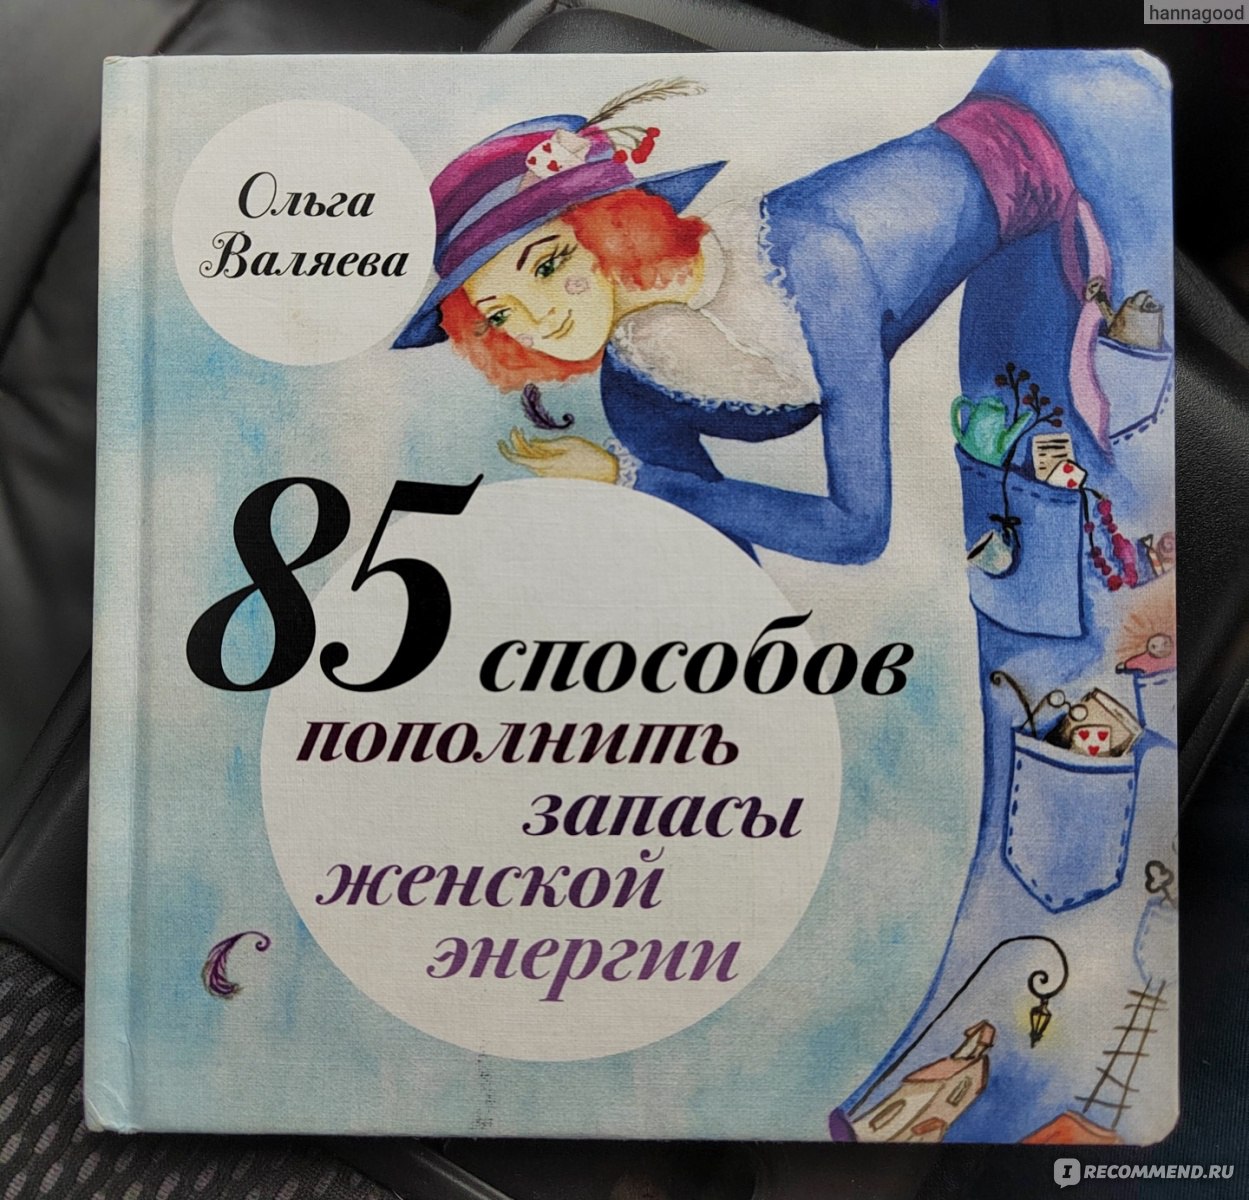 hannagood
Ольга
Валяева
85 способов
пополнить
запасы
женской
энергии
I RECOMMEND.RU